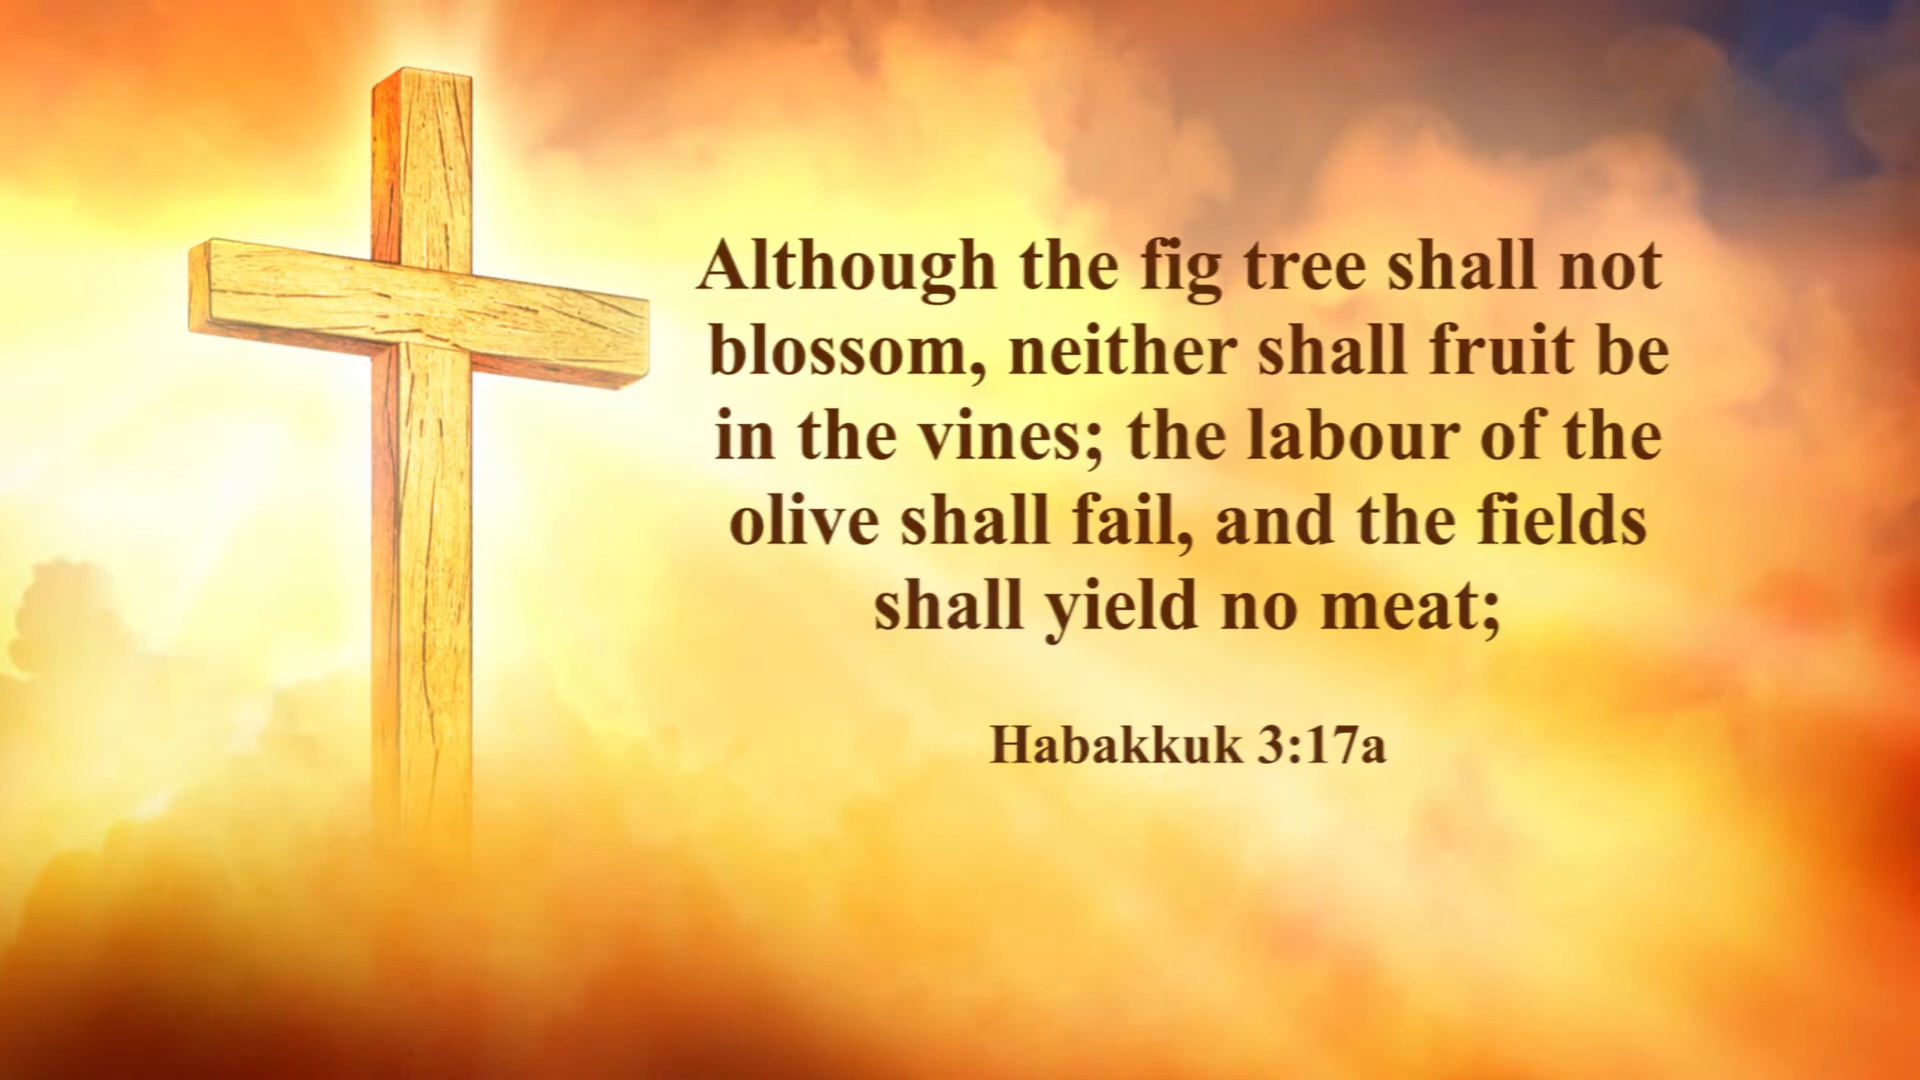 Although the fig tree shall not
blossom, neither shall fruit be
in the vines; the labour of the
olive shall fail, and the fields
shall yield no meat;
Habakkuk 3:17a